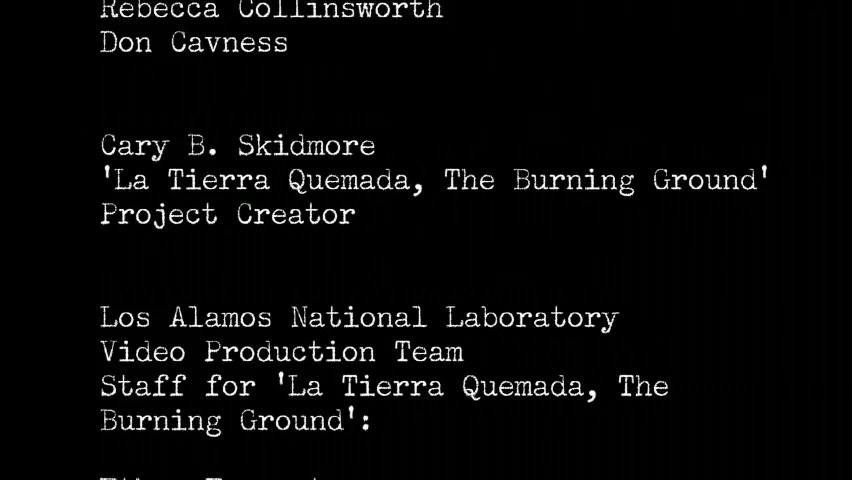 Rebecca Collinsworth
Don Cavness
Cary B. Skidmore
'La Tierra Quemada, The Burning Ground'
Project Creator
Los Alamos National Laboratory
Video Production Team
Staff for 'La Tierra Quemada, The
Burning Ground':